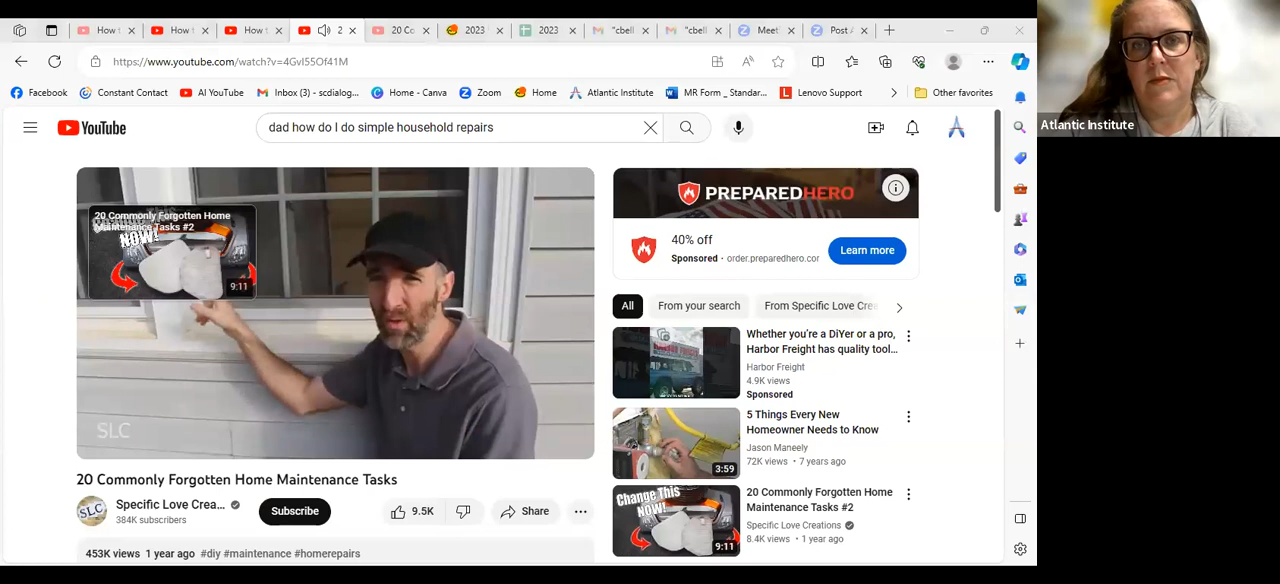 How t
How t
How t
2
20 Co
2023
2023
"cbell
"cbell
Meeti
Post A
https://www.youtube.com/watch?v=4GvI55Of41M
Facebook
Constant Contact
AI YouTube
Inbox (3) - scdialog...
Home - Canva
Zoom
Home
Atlantic Institute
MR Form _ Standar...
Lenovo Support
Other favorites
Atlantic Institute
YouTube
dad how do I do simple household repairs
20 Commonly Forgotten Home
Maintenance Tasks #2
NOW!
9:11
SLC
PREPAREDHERO
40% off
Sponsored · order.preparedhero.cor
Learn more
All
From your search
From Specific Love Cre
Whether you're a DiYer or a pro,
Harbor Freight has quality tool...
Harbor Freight
4.9K views
Sponsored
5 Things Every New
Homeowner Needs to Know
Jason Maneely
72K views • 7 years ago
3:59
Change This
NOW!
20 Commonly Forgotten Home
Maintenance Tasks #2
Specific Love Creations
8.4K views • 1 year ago
9:11
20 Commonly Forgotten Home Maintenance Tasks
SLC
Specific Love Crea...
384K subscribers
Subscribe
9.5K
Share
453K views 1 year ago #diy #maintenance #homerepairs